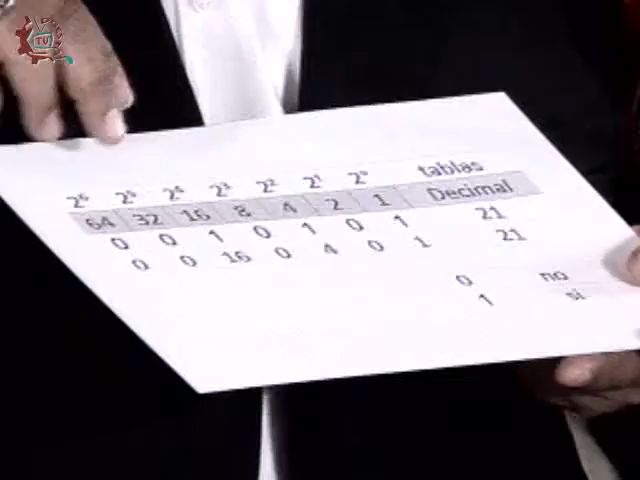 TV
2⁶ 2⁵ 2⁴ 2³ 2² 2¹ 2⁰ tablas
64 32 16 8 4 2 1 Decimal
0 0 1 0 1 0 1 21
0 0 16 0 4 0 1 21
0 no
1 si